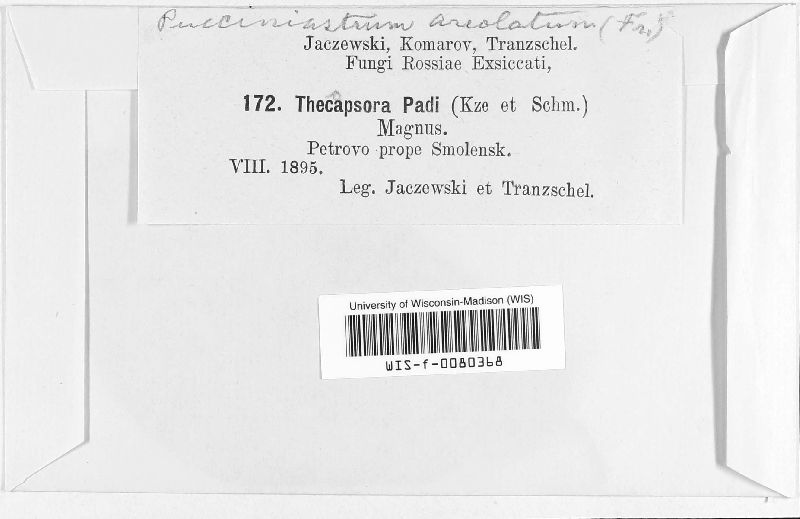 Pucciniastrum areolatum (Fr.)
Jaczewski, Komarov, Tranzschel.
Fungi Rossiae Exsiccati,
172. Thecapsora Padi (Kze et Schm.)
Magnus.
Petrovo prope Smolensk.
VIII. 1895.
Leg. Jaczewski et Tranzschel.
University of Wisconsin-Madison (WIS)
WIS-f-0080368